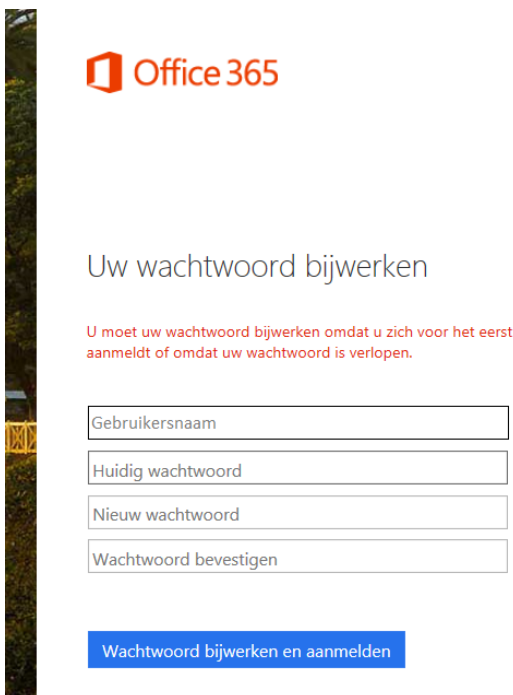 Office 365
Uw wachtwoord bijwerken
U moet uw wachtwoord bijwerken omdat u zich voor het eerst
aanmeldt of omdat uw wachtwoord is verlopen.
Gebruikersnaam
Huidig wachtwoord
Nieuw wachtwoord
Wachtwoord bevestigen
Wachtwoord bijwerken en aanmelden